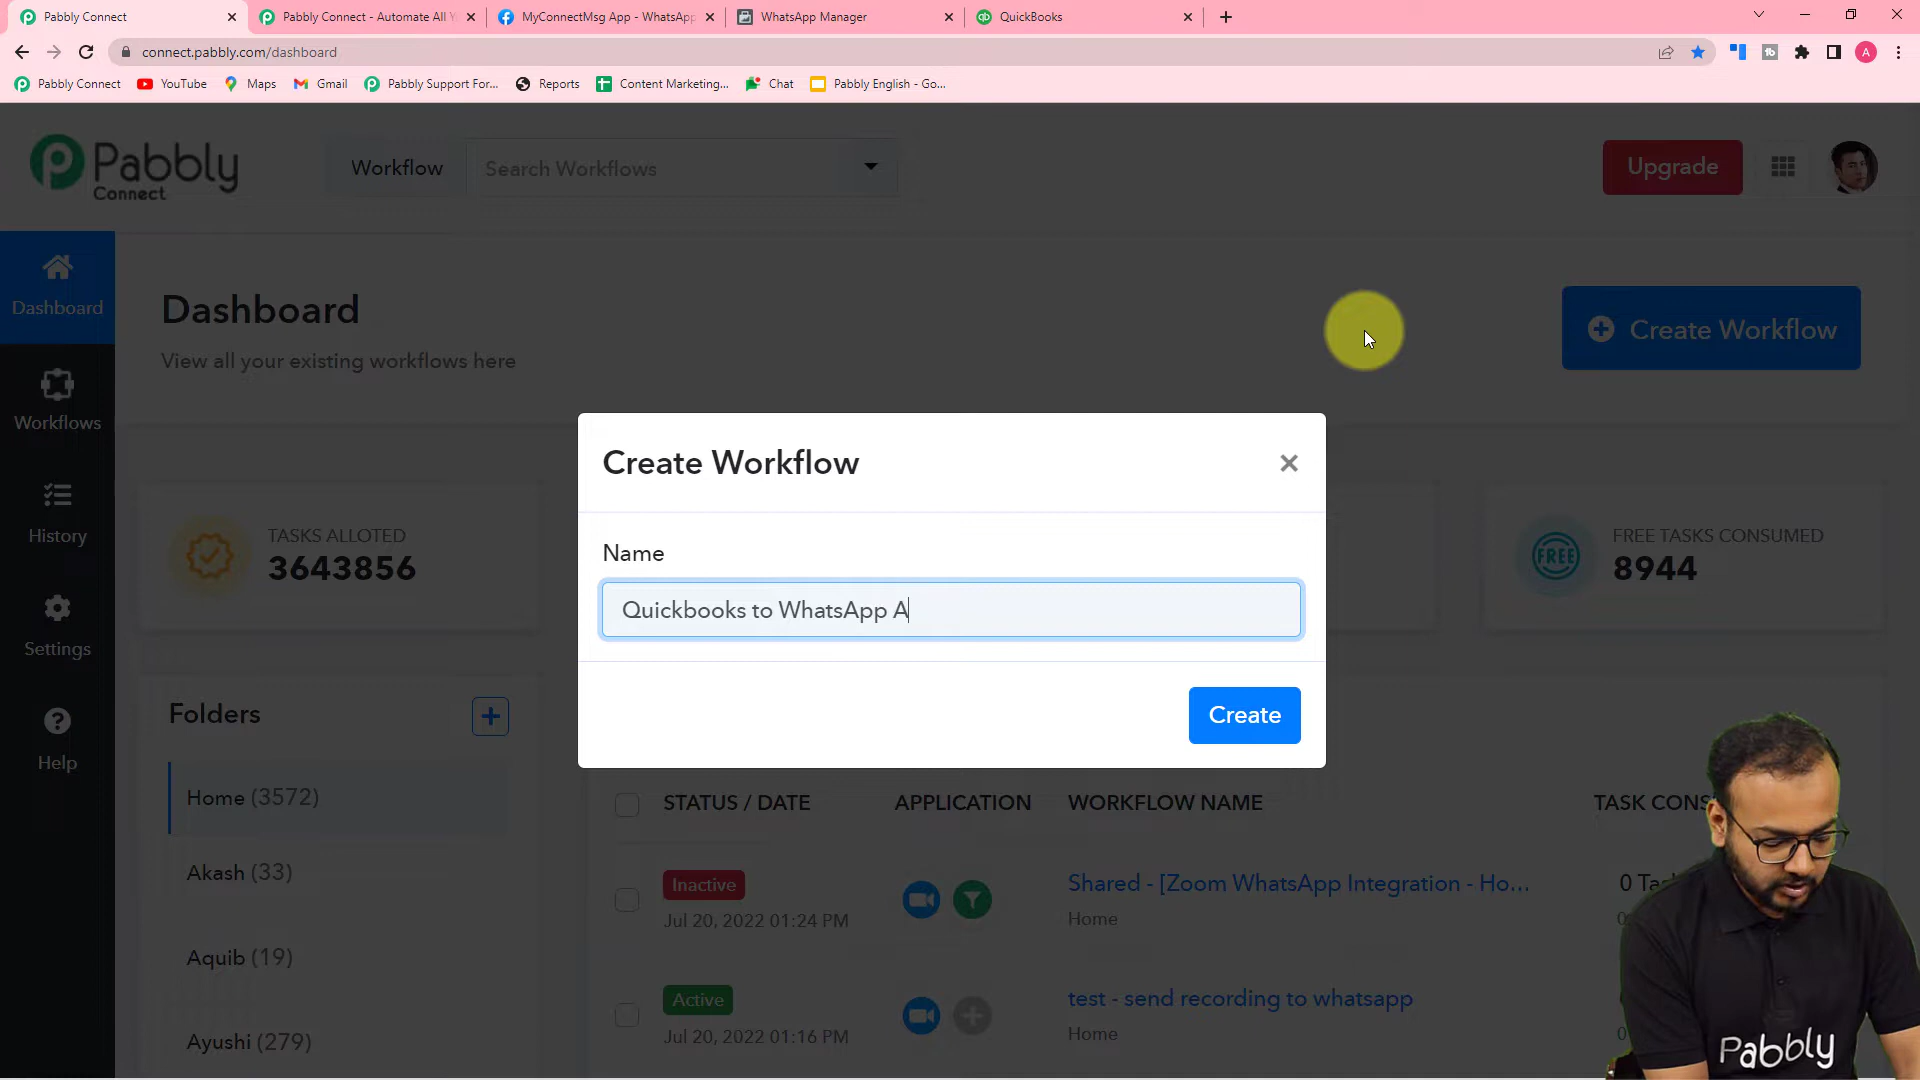 Pabbly Connect
Pabbly Connect - Automate All Y
MyConnectMsg App - WhatsApp
WhatsApp Manager
QuickBooks
connect.pabbly.com/dashboard
A
Pabbly Connect
YouTube
Maps
Gmail
Pabbly Support For...
Reports
Content Marketing...
Chat
Pabbly English - Go...
Pabbly
Connect
Workflow
Search Workflows
Upgrade
Dashboard
Workflows
History
Settings
Help
Dashboard
View all your existing workflows here
Create Workflow
Create Workflow
Name
Quickbooks to WhatsApp A
Create
TASKS ALLOTED
3643856
FREE
FREE TASKS CONSUMED
8944
Folders
Home (3572)
Akash (33)
Aquib (19)
Ayushi (279)
STATUS / DATE
APPLICATION
WORKFLOW NAME
TASK CONS
Inactive
Jul 20, 2022 01:24 PM
Shared - [Zoom WhatsApp Integration - Ho...
Home
0 Ta
Active
Jul 20, 2022 01:16 PM
test - send recording to whatsapp
Home
Pabbly